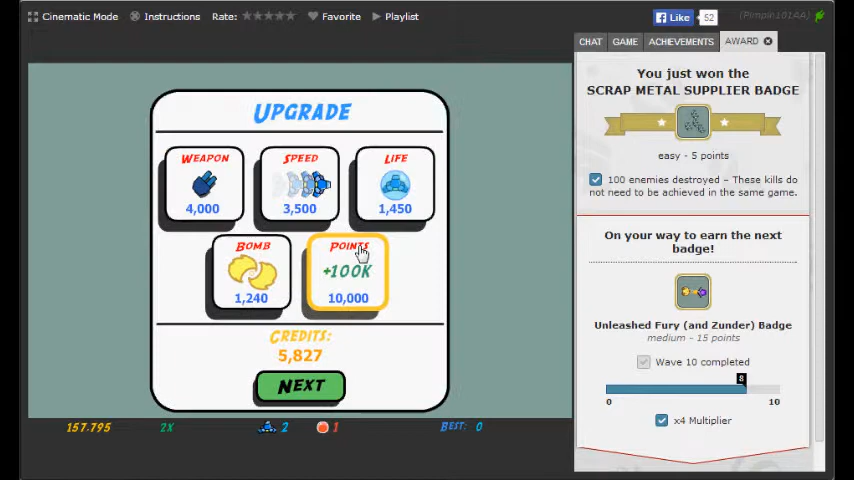 Cinematic Mode Instructions Rate: Favorite Playlist
Like 52
(Pimpin101AA)
CHAT GAME ACHIEVEMENTS AWARD
UPGRADE
WEAPON
4,000
SPEED
3,500
LIFE
1,450
BOMB
1,240
POINTS
+100K
10,000
CREDITS:
5,827
NEXT
157.795 2X 2 1 BEST: 0
You just won the
SCRAP METAL SUPPLIER BADGE
easy - 5 points
100 enemies destroyed – These kills do
not need to be achieved in the same game.
On your way to earn the next
badge!
Unleashed Fury (and Zunder) Badge
medium - 15 points
Wave 10 completed
8
0 10
x4 Multiplier